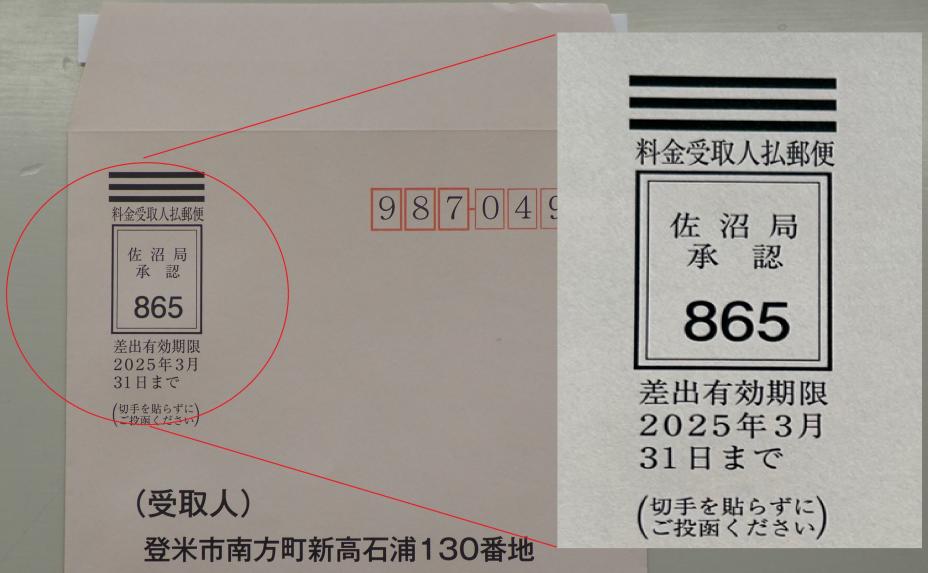 料金受取人払郵便
佐沼局
承認
865
差出有効期限
2025年3月
31日まで
(切手を貼らずに
ご投函ください)
987-049
(受取人)
登米市南方町新高石浦130番地
料金受取人払郵便
佐沼局
承認
865
差出有効期限
2025年3月
31日まで
(切手を貼らずに
ご投函ください)